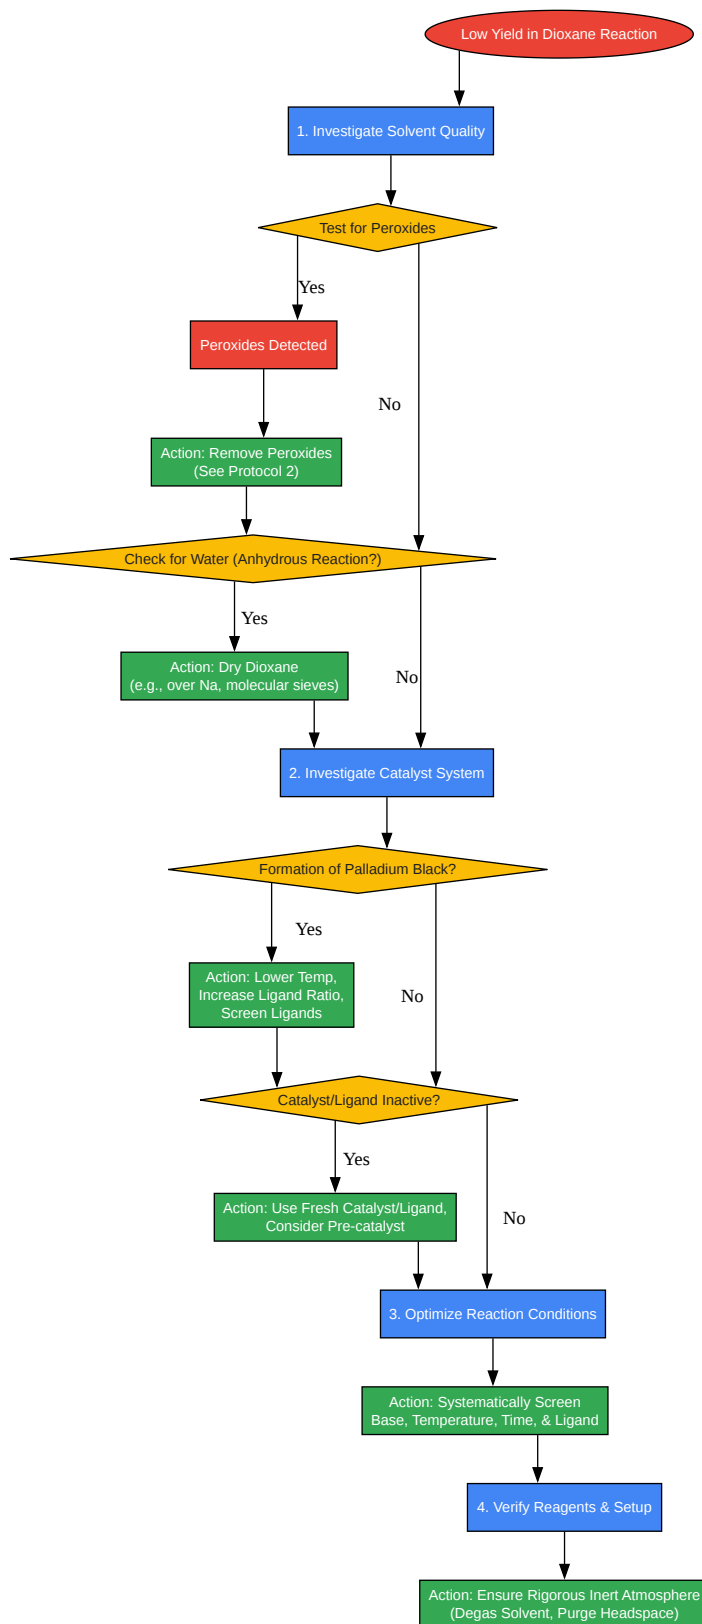 Low Yield in Dioxane Reaction
1. Investigate Solvent Quality
Test for Peroxides
Yes
Peroxides Detected
No
Action: Remove Peroxides
(See Protocol 2)
Check for Water (Anhydrous Reaction?)
Yes
Action: Dry Dioxane
(e.g., over Na, molecular sieves)
No
2. Investigate Catalyst System
Formation of Palladium Black?
Yes
Action: Lower Temp,
Increase Ligand Ratio,
Screen Ligands
No
Catalyst/Ligand Inactive?
Yes
Action: Use Fresh Catalyst/Ligand,
Consider Pre-catalyst
No
3. Optimize Reaction Conditions
Action: Systematically Screen
Base, Temperature, Time, & Ligand
4. Verify Reagents & Setup
Action: Ensure Rigorous Inert Atmosphere
(Degas Solvent, Purge Headspace)